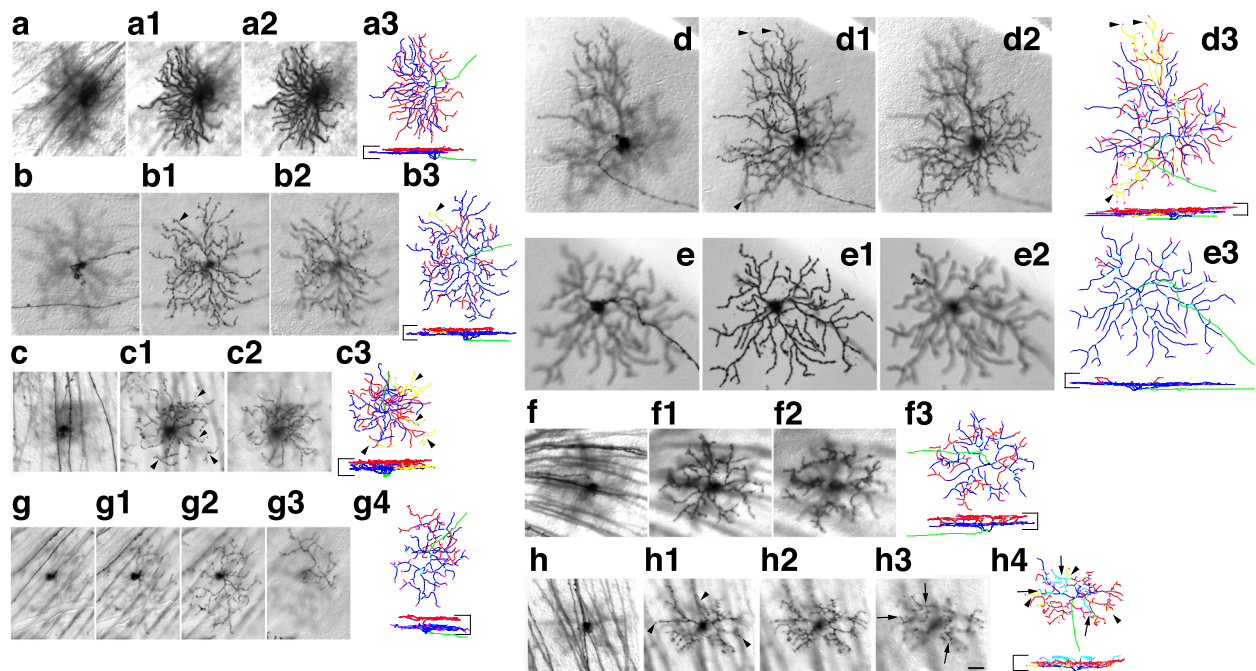 a a1 a2 a3
b b1 b2 b3
c c1 c2 c3
g g1 g2 g3 g4
d d1 d2 d3
e e1 e2 e3
f f1 f2 f3
h h1 h2 h3 h4